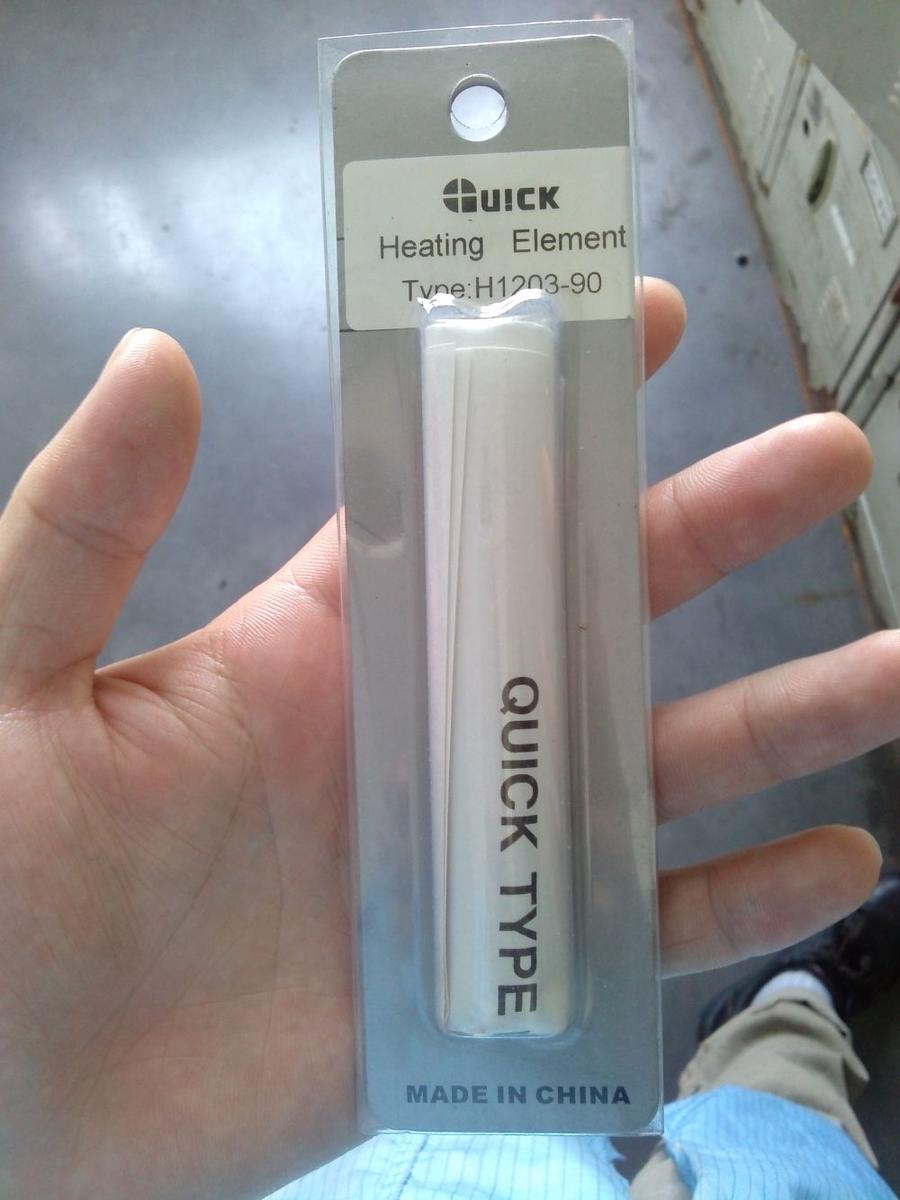 QUICK
Heating Element
Type:H1203-90
QUICK TYPE
MADE IN CHINA